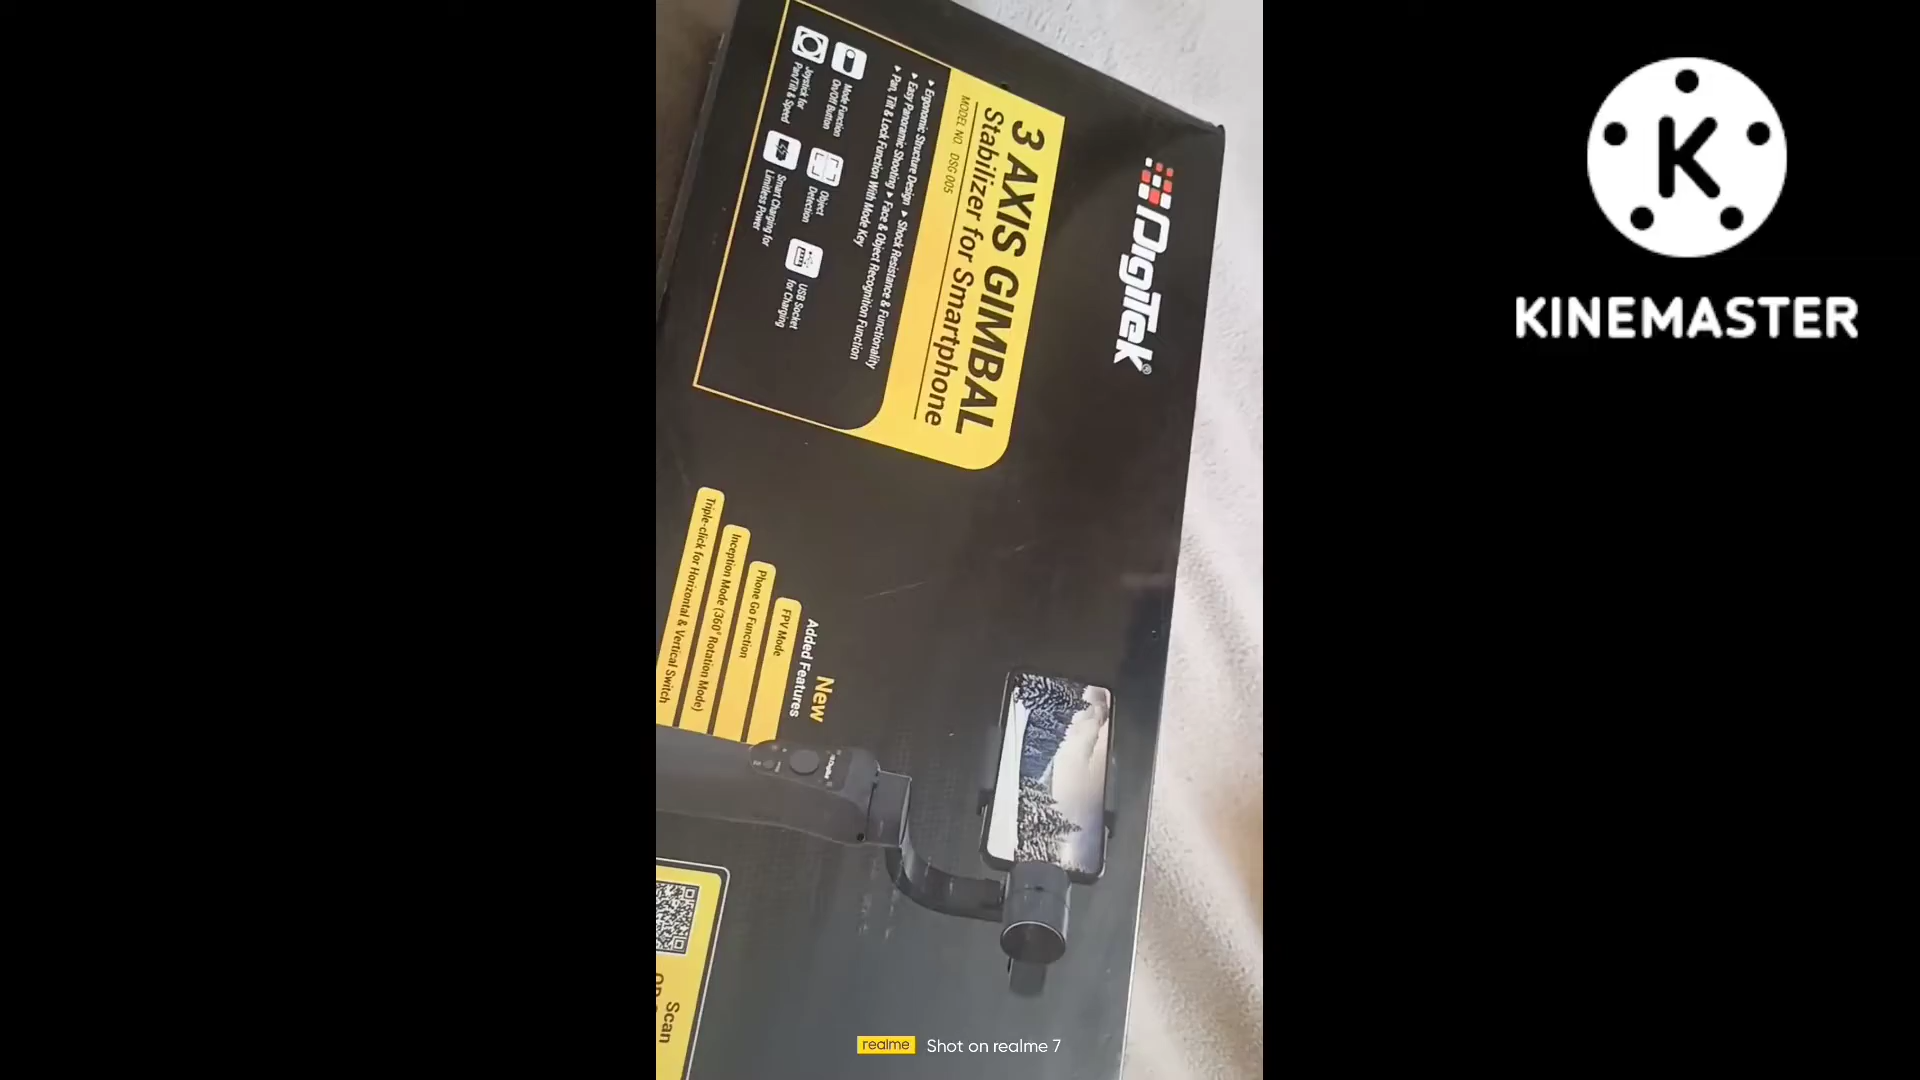 DIGITEK®
3 AXIS GIMBAL
Stabilizer for Smartphone
MODEL NO. DSG 005
Ergonomic Structure Design ▸ Shock Resistance & Functionality
Easy Panoramic Shooting ▸ Face & Object Recognition Function
Pan, Tilt & Lock Function With Mode Key
Mode Function
On/Off Button
Object
Detection
USB Socket
for Charging
Joystick for
Pan/Tilt & Speed
Smart Charging for
Limitless Power
New
Added Features
FPV Mode
Phone Go Function
Inception Mode (360° Rotation Mode)
Triple-click for Horizontal & Vertical Switch
Scan
K
KINEMASTER
realme Shot on realme 7